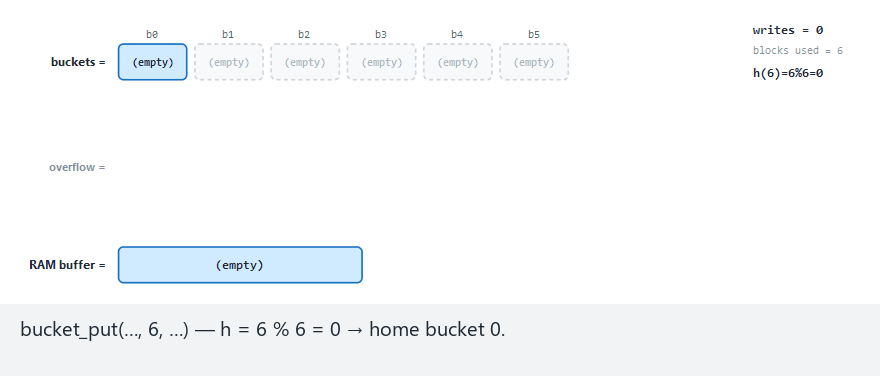 b0 b1 b2 b3 b4 b5
buckets = (empty) (empty) (empty) (empty) (empty) (empty)
writes = 0
blocks used = 6
h(6)=6%6=0
overflow =
RAM buffer = (empty)
bucket_put(…, 6, …) — h = 6 % 6 = 0 → home bucket 0.